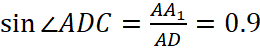 sin ∠ADC = AA₁/AD = 0.9